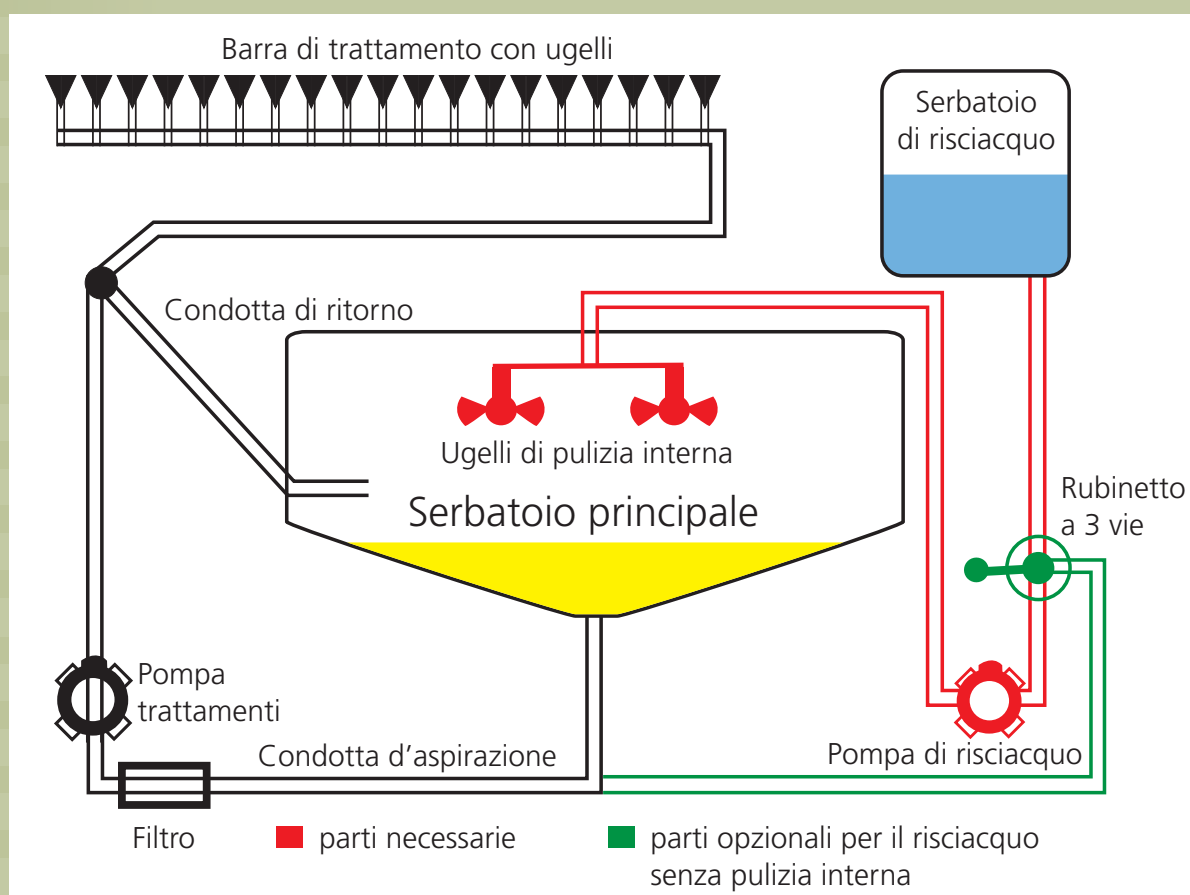 Barra di trattamento con ugelli
Serbatoio
di risciacquo
Condotta di ritorno
Ugelli di pulizia interna
Serbatoio principale
Rubinetto
a 3 vie
Pompa
trattamenti
Condotta d’aspirazione
Pompa di risciacquo
Filtro
parti necessarie
parti opzionali per il risciacquo
senza pulizia interna